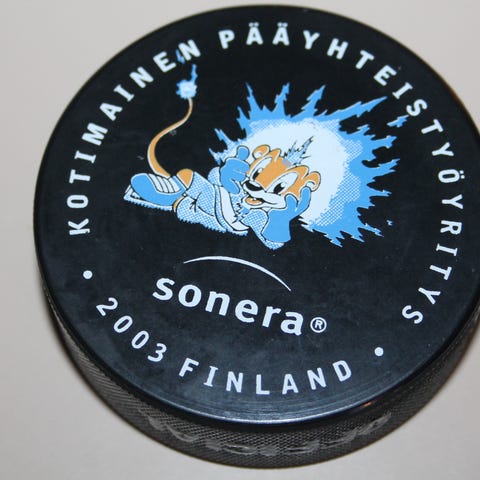 KOTIMAINEN PÄÄYHTEISTYÖYRITYS
sonera®
• 2003 FINLAND •